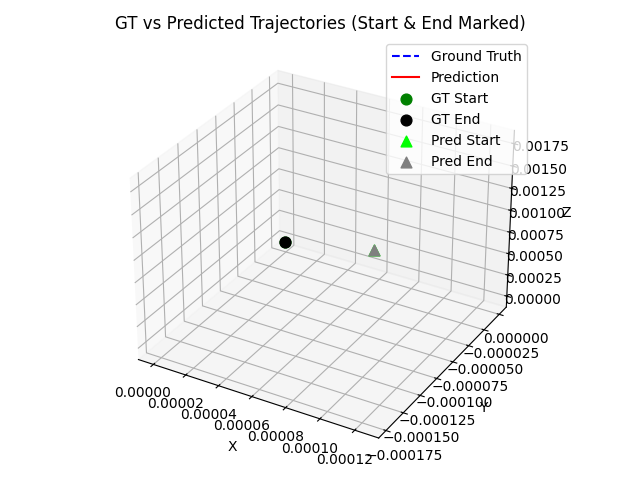 GT vs Predicted Trajectories (Start & End Marked)
Ground Truth
Prediction
GT Start
GT End
Pred Start
Pred End
0.00175
0.00150
0.00125
0.00100
0.00075
0.00050
0.00025
0.00000
Z
0.000000
−0.000025
−0.000050
−0.000075
−0.000100
−0.000125
−0.000150
−0.000175
Y
0.00000
0.00002
0.00004
0.00006
0.00008
0.00010
0.00012
X